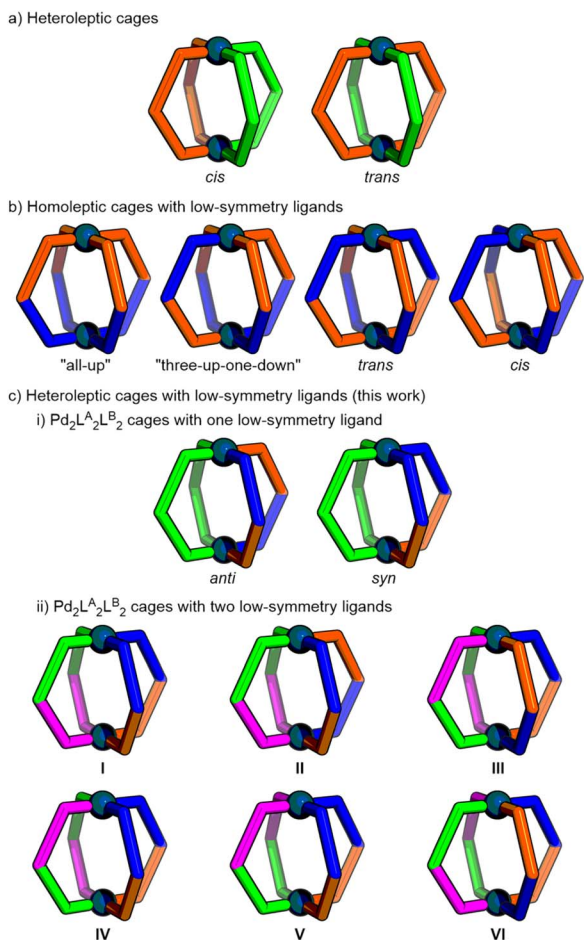 a) Heteroleptic cages
cis trans
b) Homoleptic cages with low-symmetry ligands
"all-up" "three-up-one-down" trans cis
c) Heteroleptic cages with low-symmetry ligands (this work)
i) Pd₂Lᴬ₂Lᴮ₂ cages with one low-symmetry ligand
anti syn
ii) Pd₂Lᴬ₂Lᴮ₂ cages with two low-symmetry ligands
I II III
IV V VI